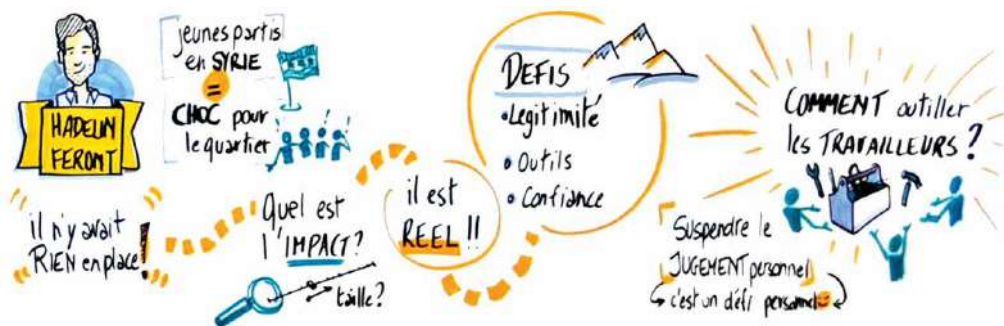 HADELIN
FERONT
jeunes partis
en SYRIE
=
CHOC pour
le quartier
il n'y avait
RIEN en place!
Quel est
l'IMPACT?
taille?
il est
REEL!!
DEFIS
•Légitimité
• Outils
• Confiance
COMMENT outiller
les TRAVAILLEURS?
Suspendre le
JUGEMENT personnel
c'est un défi personnel